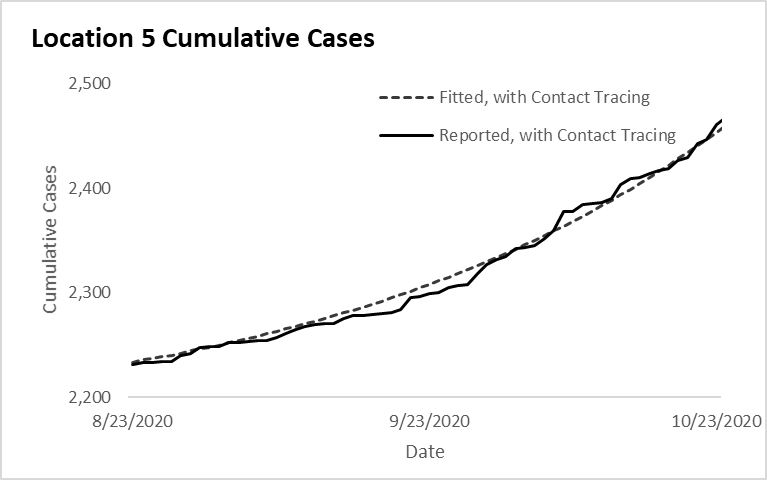 Location 5 Cumulative Cases
2,500
Fitted, with Contact Tracing
Reported, with Contact Tracing
2,400
Cumulative Cases
2,300
2,200
8/23/2020 9/23/2020 10/23/2020
Date